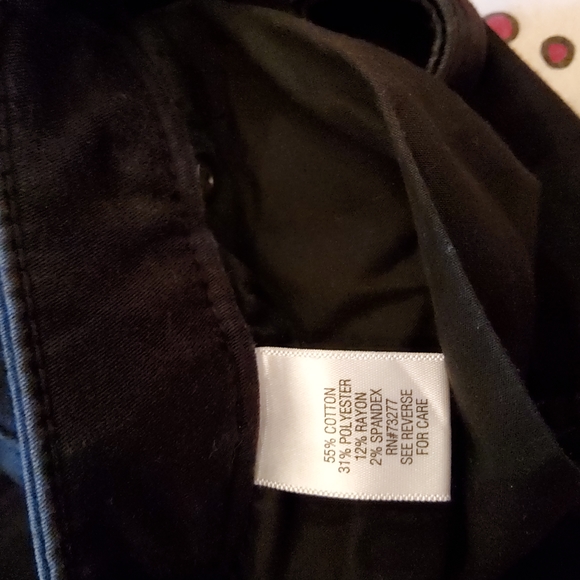 55% COTTON
31% POLYESTER
12% RAYON
2% SPANDEX
RN#73277
SEE REVERSE
FOR CARE